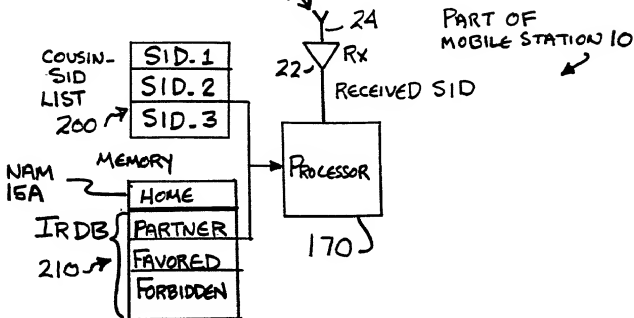 24
PART OF
MOBILE STATION 10
22
Rx
RECEIVED SID
COUSIN-
SID
LIST
200
SID.1
SID.2
SID.3
MEMORY
NAM
15A
HOME
IRDB
210
PARTNER
FAVORED
FORBIDDEN
PROCESSOR
170